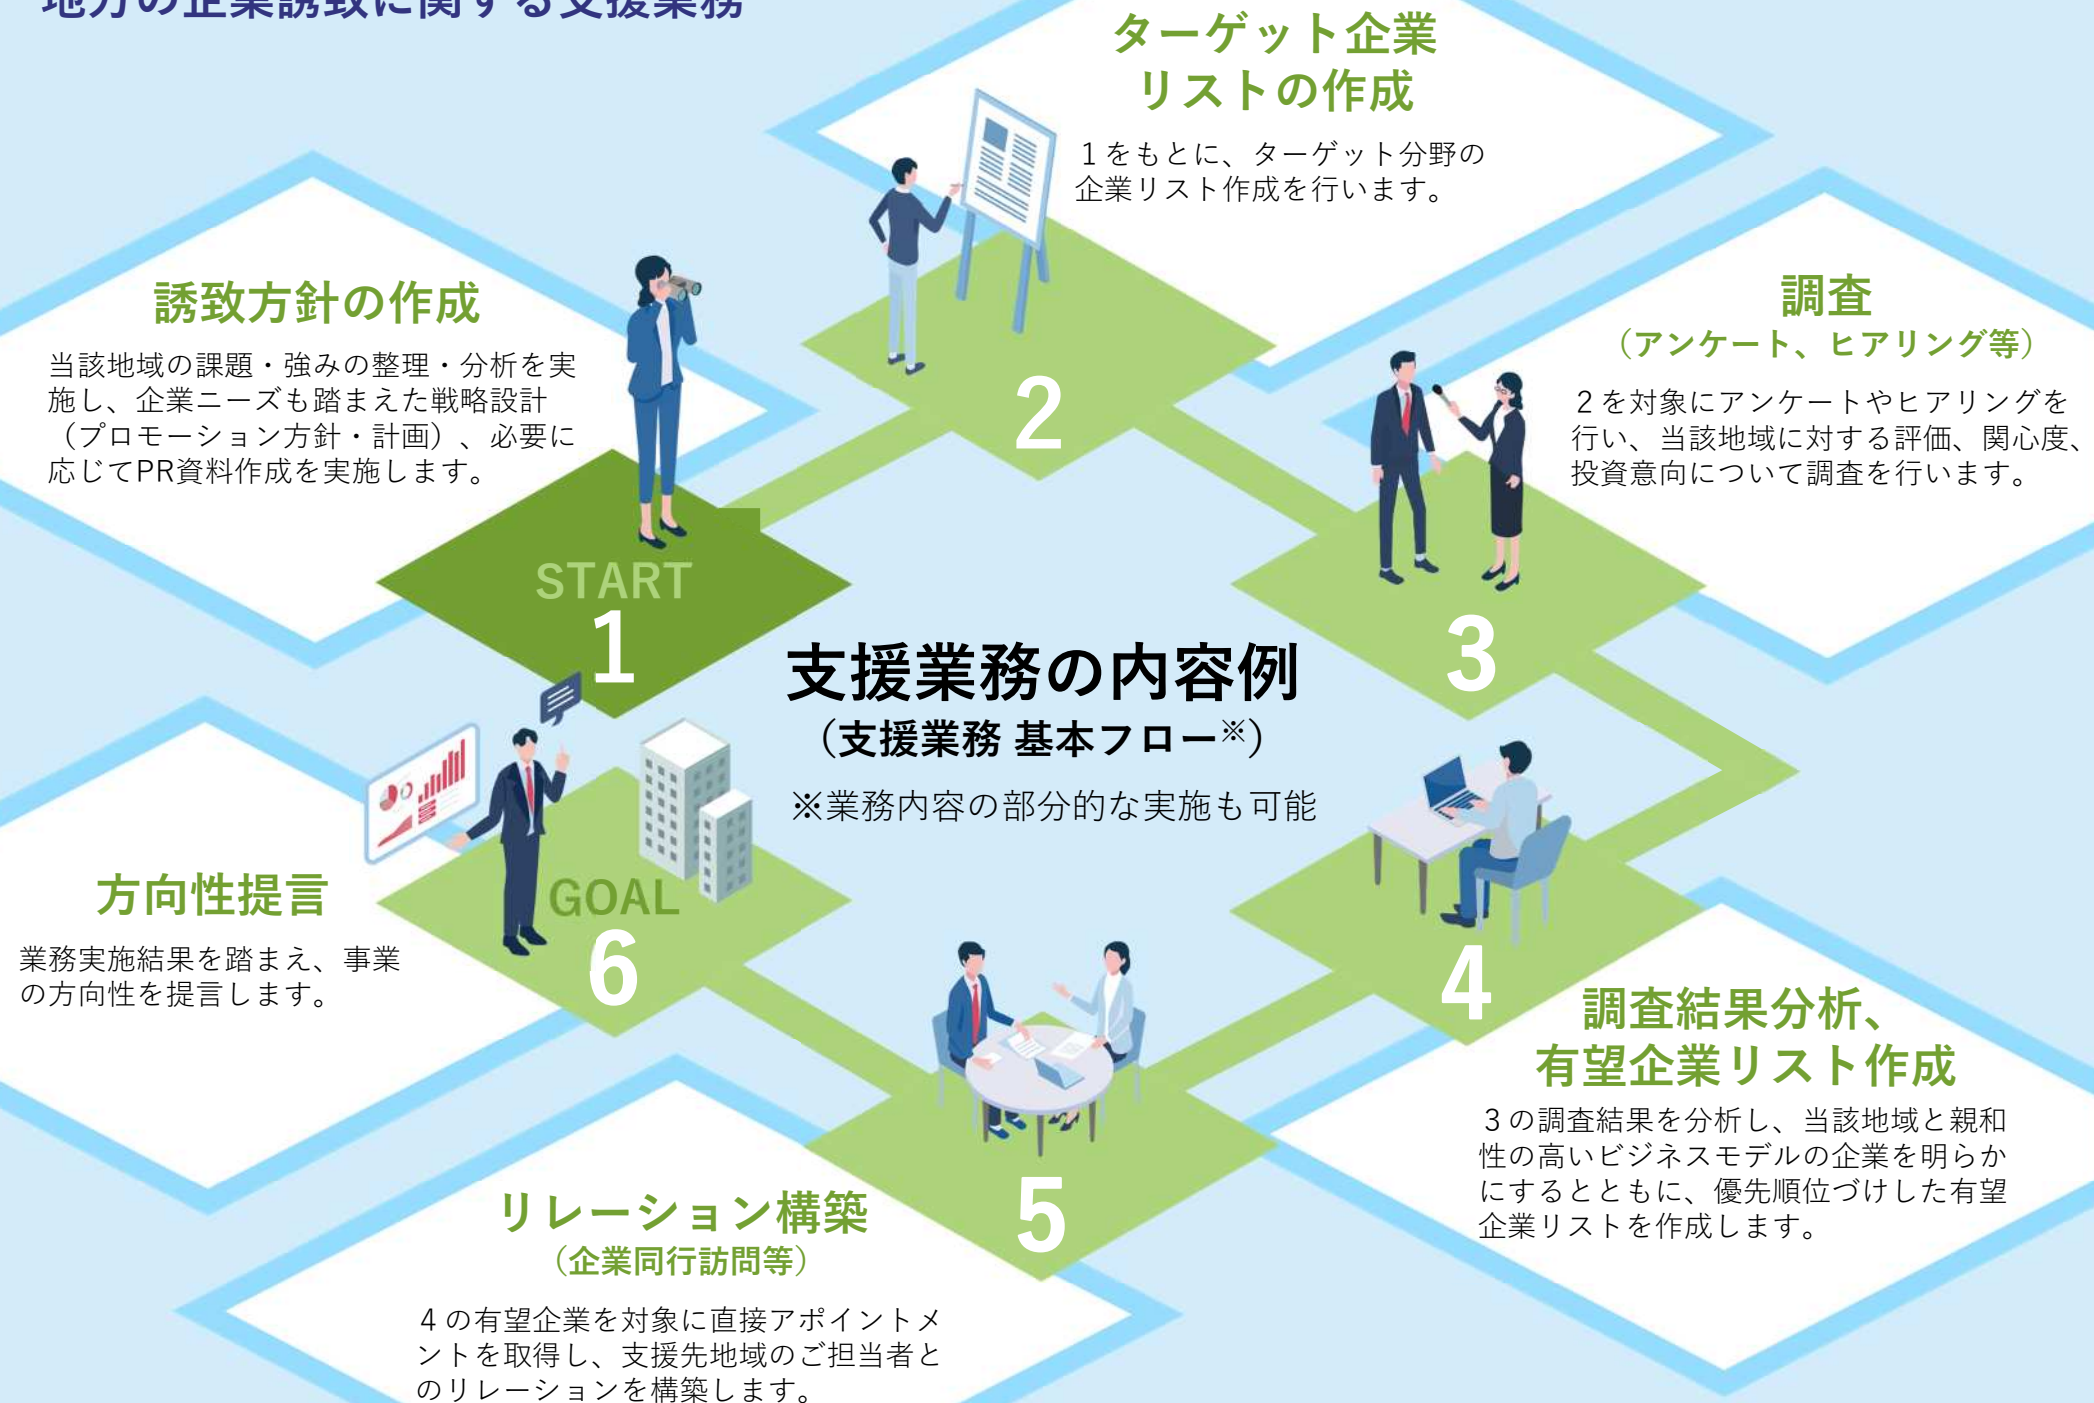 地方の企業誘致に関する支援業務
誘致方針の作成
当該地域の課題・強みの整理・分析を実
施し、企業ニーズも踏まえた戦略設計
（プロモーション方針・計画）、必要に
応じてPR資料作成を実施します。
START
1
ターゲット企業
リストの作成
１をもとに、ターゲット分野の
企業リスト作成を行います。
2
調査
（アンケート、ヒアリング等）
２を対象にアンケートやヒアリングを
行い、当該地域に対する評価、関心度、
投資意向について調査を行います。
3
支援業務の内容例
（支援業務 基本フロー※）
※業務内容の部分的な実施も可能
4
調査結果分析、
有望企業リスト作成
３の調査結果を分析し、当該地域と親和
性の高いビジネスモデルの企業を明らか
にするとともに、優先順位づけした有望
企業リストを作成します。
5
リレーション構築
（企業同行訪問等）
４の有望企業を対象に直接アポイントメ
ントを取得し、支援先地域のご担当者と
のリレーションを構築します。
GOAL
6
方向性提言
業務実施結果を踏まえ、事業
の方向性を提言します。